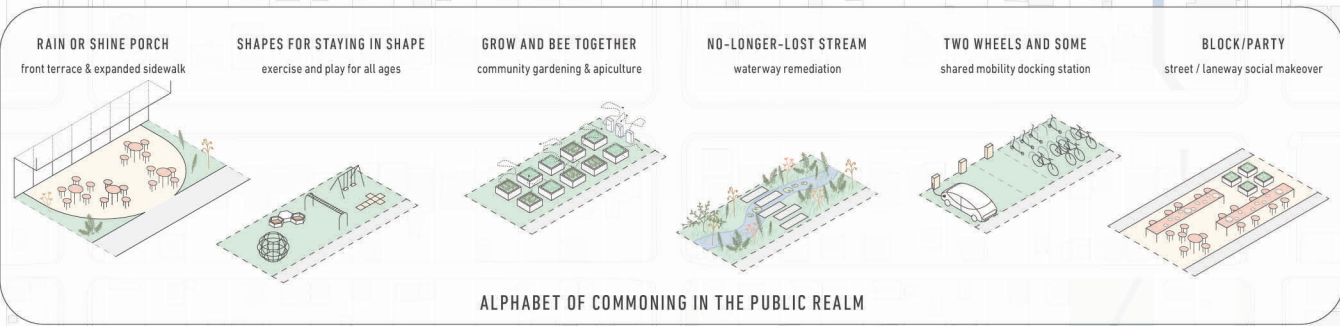 RAIN OR SHINE PORCH
front terrace & expanded sidewalk
SHAPES FOR STAYING IN SHAPE
exercise and play for all ages
GROW AND BEE TOGETHER
community gardening & apiculture
NO-LONGER-LOST STREAM
waterway remediation
TWO WHEELS AND SOME
shared mobility docking station
BLOCK/PARTY
street / laneway social makeover
ALPHABET OF COMMONING IN THE PUBLIC REALM